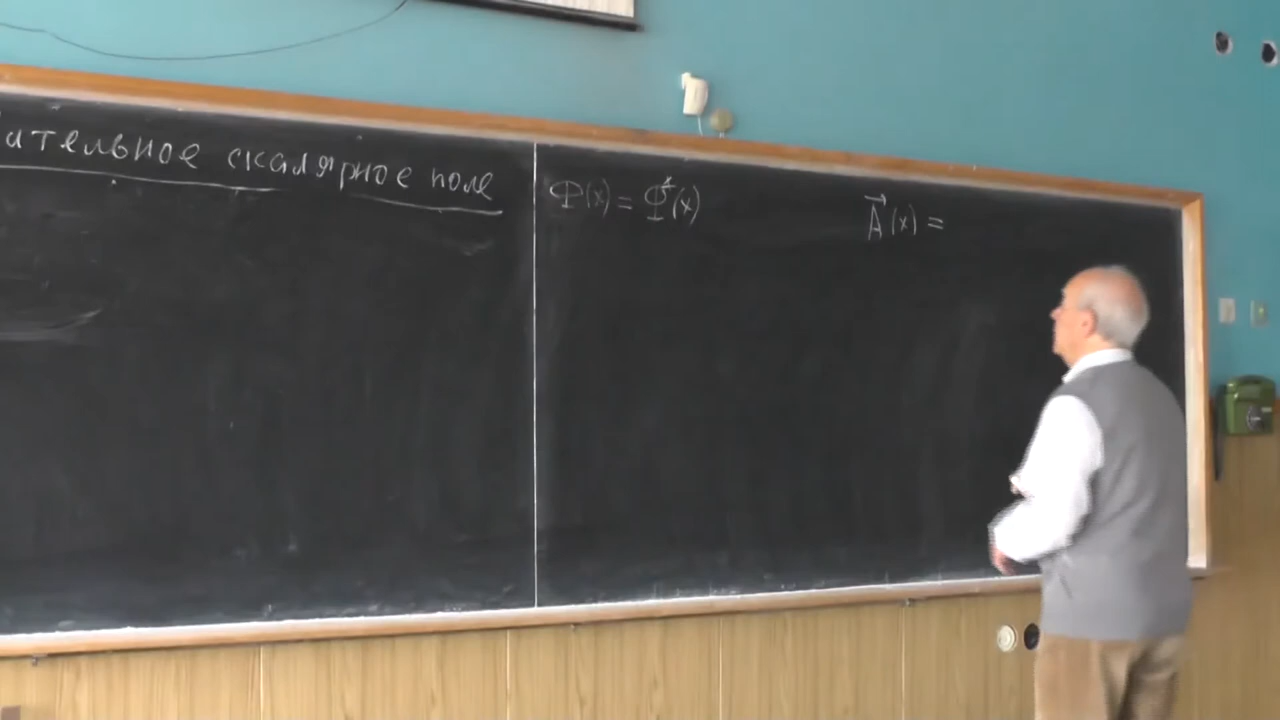 ительное скалярное поле
Φ(x) = Φ*(x)
A⃗(x) =